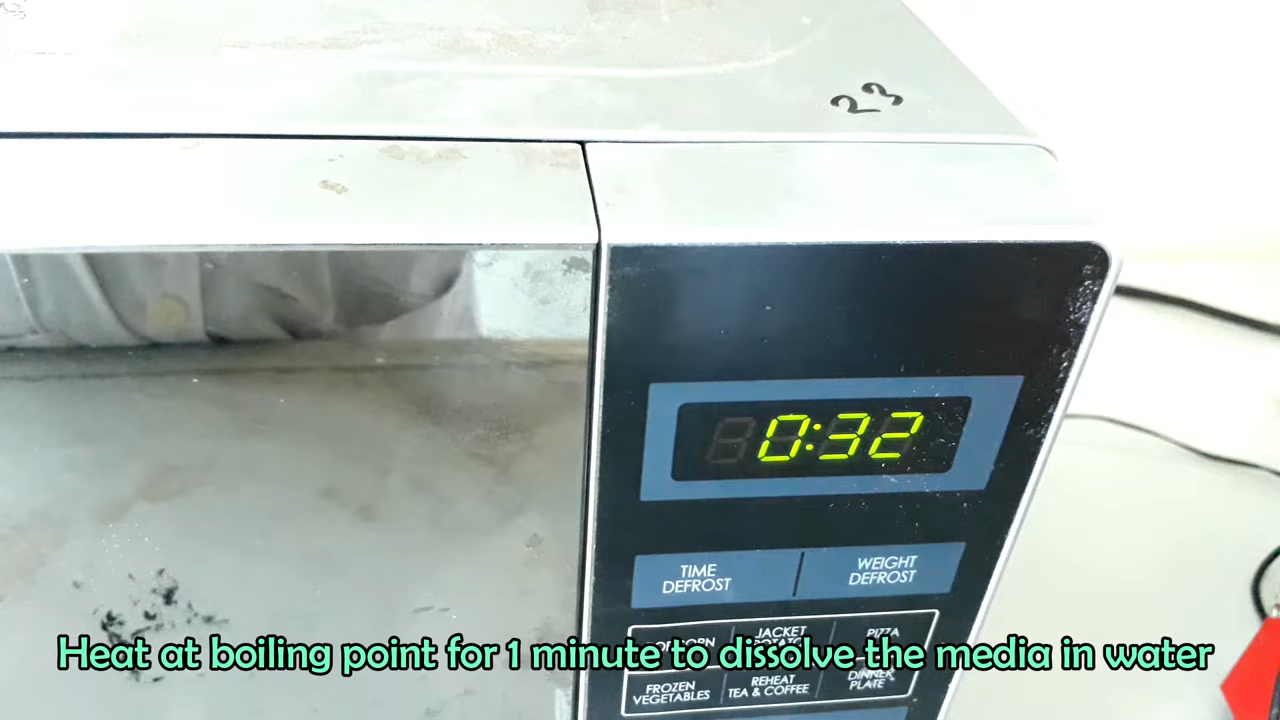 23
0:32
TIME DEFROST
WEIGHT DEFROST
JACKET
PIZZA
FROZEN VEGETABLES
REHEAT TEA & COFFEE
DINNER PLATE
Heat at boiling point for 1 minute to dissolve the media in water